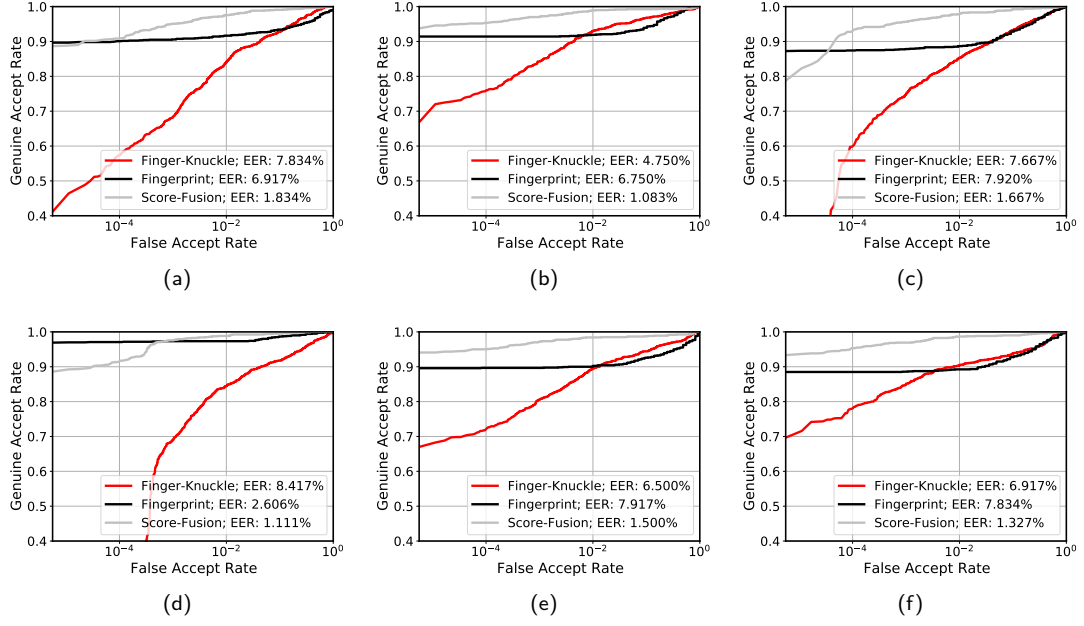 1.0
0.9
0.8
0.7
0.6
0.5
0.4
Genuine Accept Rate
Finger-Knuckle; EER: 7.834%
Fingerprint; EER: 6.917%
Score-Fusion; EER: 1.834%
10⁻⁴ 10⁻² 10⁰
False Accept Rate
(a)
1.0
0.9
0.8
0.7
0.6
0.5
0.4
Genuine Accept Rate
Finger-Knuckle; EER: 4.750%
Fingerprint; EER: 6.750%
Score-Fusion; EER: 1.083%
10⁻⁴ 10⁻² 10⁰
False Accept Rate
(b)
1.0
0.9
0.8
0.7
0.6
0.5
0.4
Genuine Accept Rate
Finger-Knuckle; EER: 7.667%
Fingerprint; EER: 7.920%
Score-Fusion; EER: 1.667%
10⁻⁴ 10⁻² 10⁰
False Accept Rate
(c)
1.0
0.9
0.8
0.7
0.6
0.5
0.4
Genuine Accept Rate
Finger-Knuckle; EER: 8.417%
Fingerprint; EER: 2.606%
Score-Fusion; EER: 1.111%
10⁻⁴ 10⁻² 10⁰
False Accept Rate
(d)
1.0
0.9
0.8
0.7
0.6
0.5
0.4
Genuine Accept Rate
Finger-Knuckle; EER: 6.500%
Fingerprint; EER: 7.917%
Score-Fusion; EER: 1.500%
10⁻⁴ 10⁻² 10⁰
False Accept Rate
(e)
1.0
0.9
0.8
0.7
0.6
0.5
0.4
Genuine Accept Rate
Finger-Knuckle; EER: 6.917%
Fingerprint; EER: 7.834%
Score-Fusion; EER: 1.327%
10⁻⁴ 10⁻² 10⁰
False Accept Rate
(f)